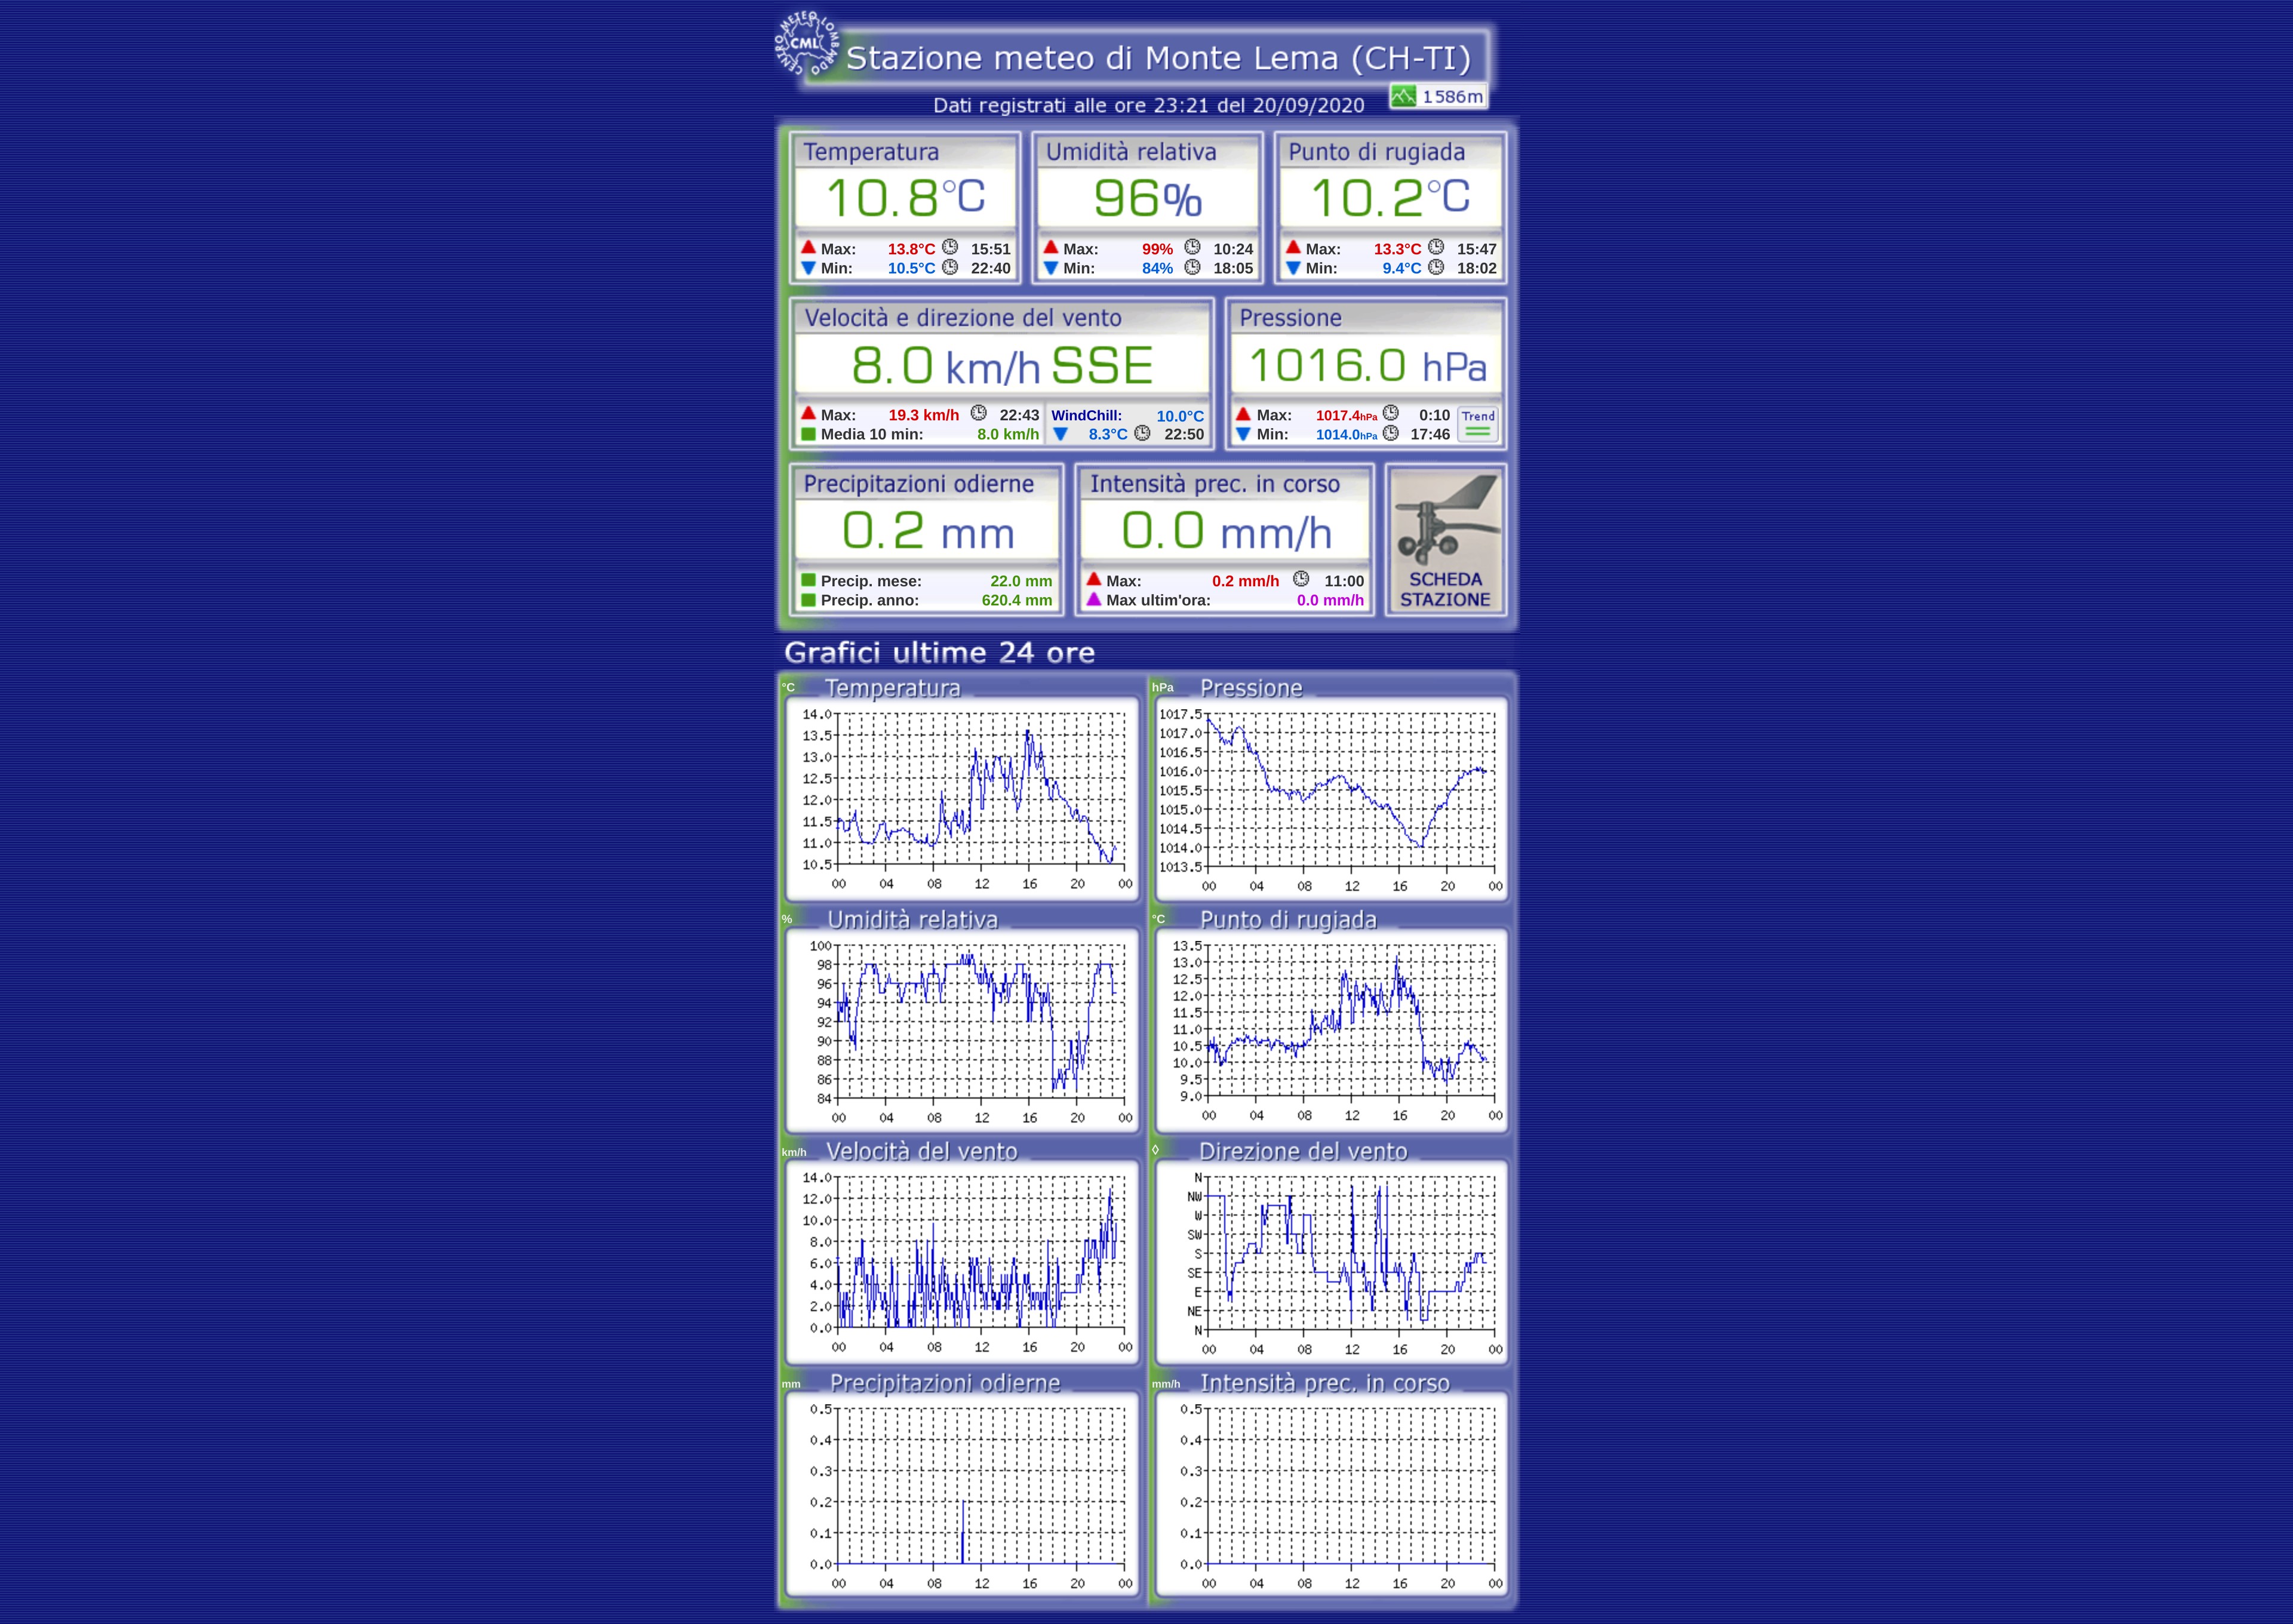 CENTRO METEO LOMBARDO
CML
Stazione meteo di Monte Lema (CH-TI)
Dati registrati alle ore 23:21 del 20/09/2020
1586m
Temperatura
10.8°C
Max: 13.8°C 15:51
Min: 10.5°C 22:40
Umidità relativa
96%
Max: 99% 10:24
Min: 84% 18:05
Punto di rugiada
10.2°C
Max: 13.3°C 15:47
Min: 9.4°C 18:02
Velocità e direzione del vento
8.0 km/h SSE
Max: 19.3 km/h 22:43
Media 10 min: 8.0 km/h
WindChill: 10.0°C
8.3°C 22:50
Pressione
1016.0 hPa
Max: 1017.4hPa 0:10
Min: 1014.0hPa 17:46
Trend
Precipitazioni odierne
0.2 mm
Precip. mese: 22.0 mm
Precip. anno: 620.4 mm
Intensità prec. in corso
0.0 mm/h
Max: 0.2 mm/h 11:00
Max ultim'ora: 0.0 mm/h
SCHEDA
STAZIONE
Grafici ultime 24 ore
°C Temperatura
14.0
13.5
13.0
12.5
12.0
11.5
11.0
10.5
00 04 08 12 16 20 00
hPa Pressione
1017.5
1017.0
1016.5
1016.0
1015.5
1015.0
1014.5
1014.0
1013.5
00 04 08 12 16 20 00
% Umidità relativa
100
98
96
94
92
90
88
86
84
00 04 08 12 16 20 00
°C Punto di rugiada
13.5
13.0
12.5
12.0
11.5
11.0
10.5
10.0
9.5
9.0
00 04 08 12 16 20 00
km/h Velocità del vento
14.0
12.0
10.0
8.0
6.0
4.0
2.0
0.0
00 04 08 12 16 20 00
◊ Direzione del vento
N
NW
W
SW
S
SE
E
NE
N
00 04 08 12 16 20 00
mm Precipitazioni odierne
0.5
0.4
0.3
0.2
0.1
0.0
00 04 08 12 16 20 00
mm/h Intensità prec. in corso
0.5
0.4
0.3
0.2
0.1
0.0
00 04 08 12 16 20 00